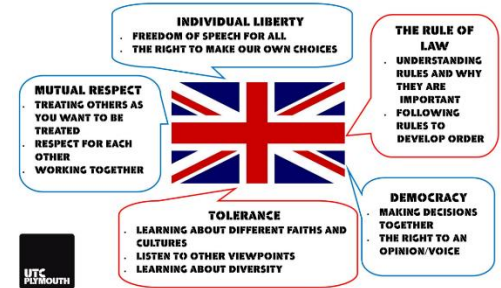 INDIVIDUAL LIBERTY
. FREEDOM OF SPEECH FOR ALL
. THE RIGHT TO MAKE OUR OWN CHOICES
THE RULE OF
LAW
. UNDERSTANDING
RULES AND WHY
THEY ARE
IMPORTANT
. FOLLOWING
RULES TO
DEVELOP ORDER
MUTUAL RESPECT
. TREATING OTHERS AS
YOU WANT TO BE
TREATED
. RESPECT FOR EACH
OTHER
. WORKING TOGETHER
DEMOCRACY
. MAKING DECISIONS
TOGETHER
. THE RIGHT TO AN
OPINION/VOICE
TOLERANCE
. LEARNING ABOUT DIFFERENT FAITHS AND
CULTURES
. LISTEN TO OTHER VIEWPOINTS
. LEARNING ABOUT DIVERSITY
UTC
PLYMOUTH